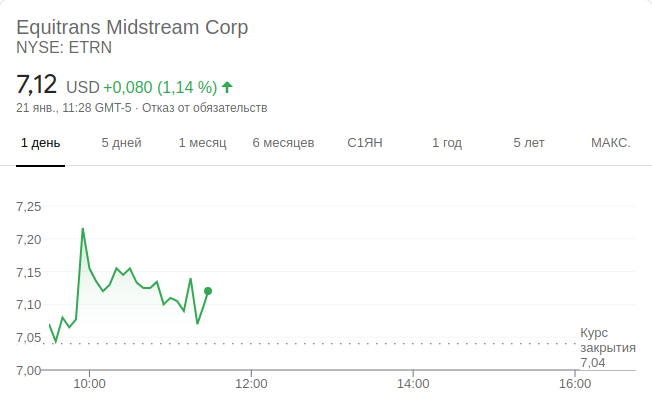 Equitrans Midstream Corp
NYSE: ETRN
7,12 USD +0,080 (1,14 %)
21 янв., 11:28 GMT-5 · Отказ от обязательств
1 день 5 дней 1 месяц 6 месяцев С1ЯН 1 год 5 лет МАКС.
7,25
7,20
7,15
7,10
7,05
7,00
Курс
закрытия
7,04
10:00 12:00 14:00 16:00